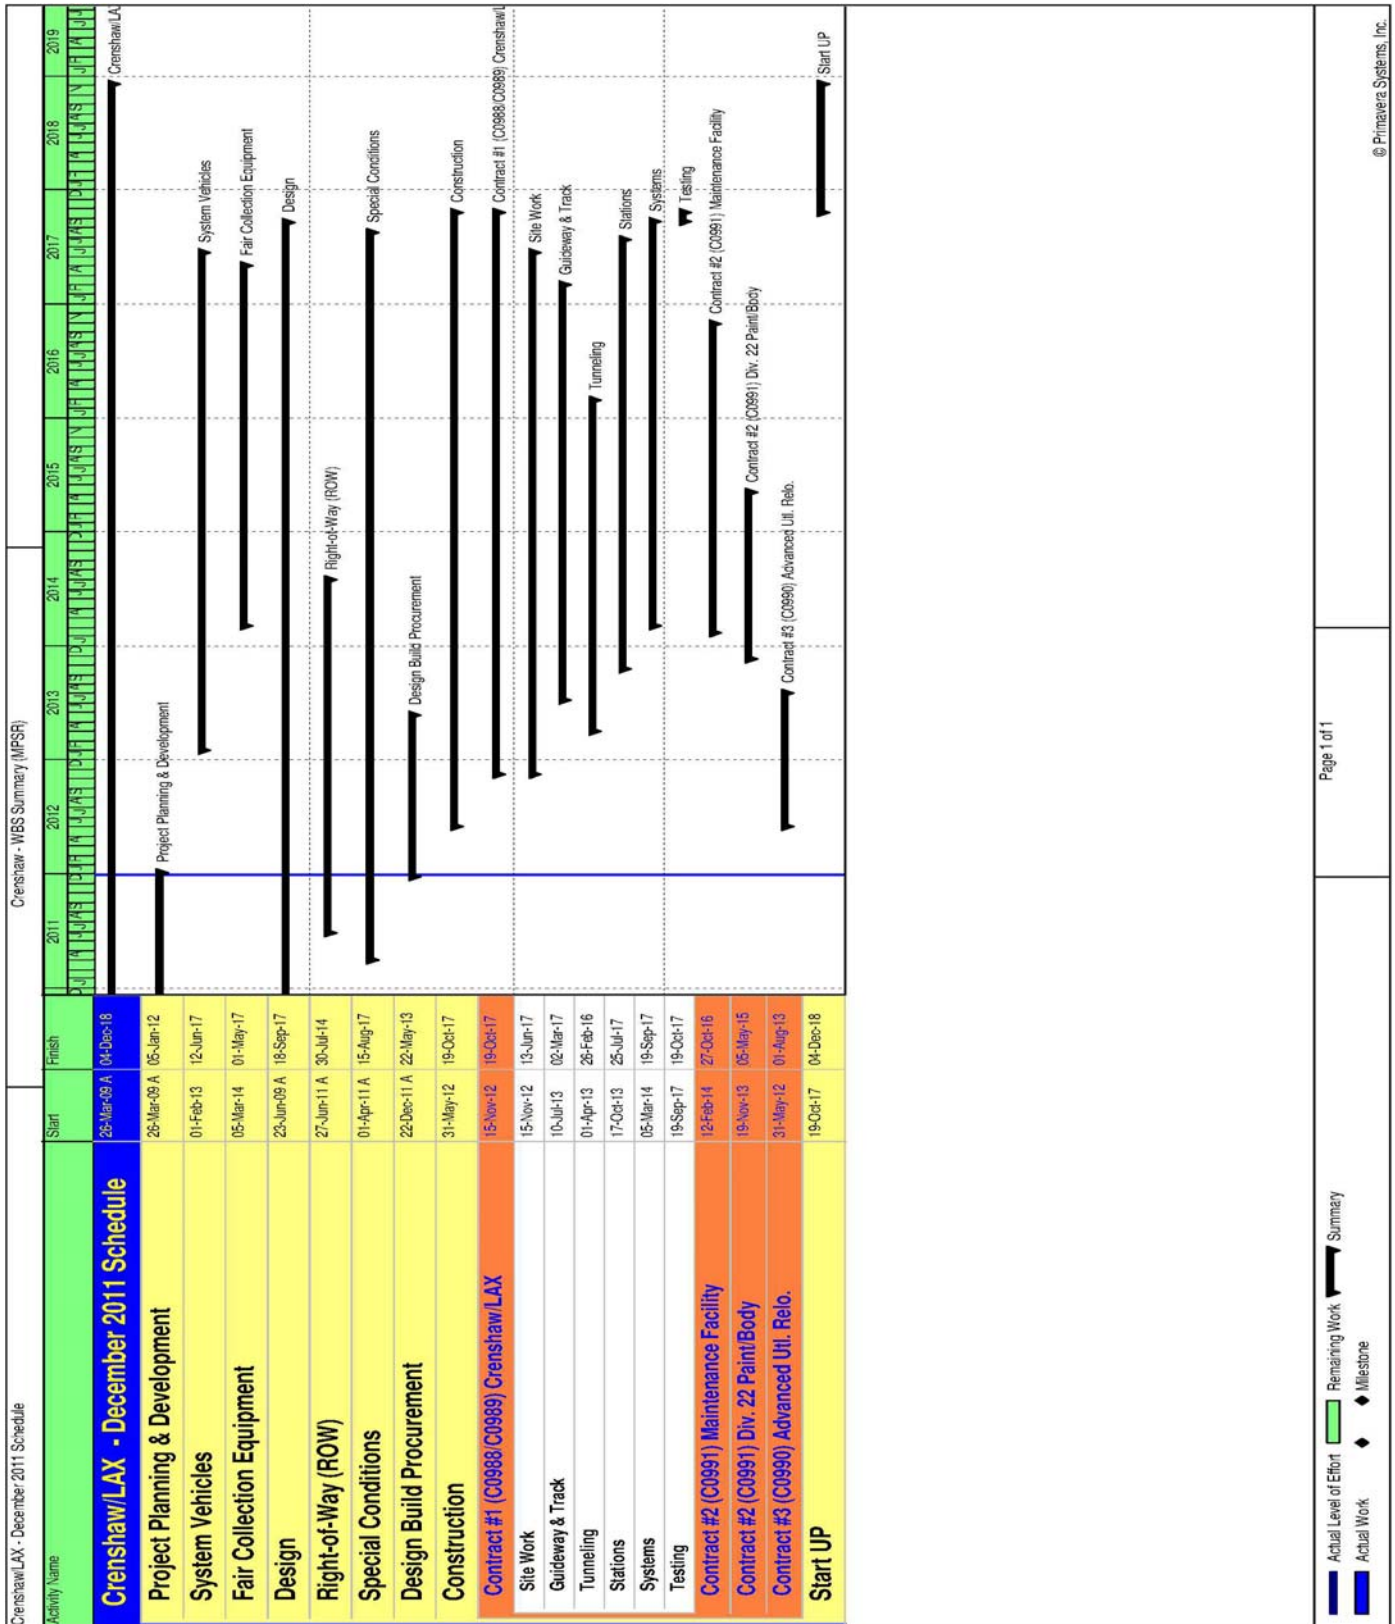 Crenshaw/LAX - December 2011 Schedule
Crenshaw - WBS Summary (MPSR)
Activity Name Start Finish 2011 2012 2013 2014 2015 2016 2017 2018 2019
Crenshaw/LAX - December 2011 Schedule 26-Mar-09 A 04-Dec-18 Crenshaw/LA
Project Planning & Development 26-Mar-09 A 05-Jan-12 Project Planning & Development
System Vehicles 01-Feb-13 12-Jun-17 System Vehicles
Fair Collection Equipment 05-Mar-14 01-May-17 Fair Collection Equipment
Design 23-Jun-09 A 18-Sep-17 Design
Right-of-Way (ROW) 27-Jun-11 A 30-Jul-14 Right-of-Way (ROW)
Special Conditions 01-Apr-11 A 15-Aug-17 Special Conditions
Design Build Procurement 22-Dec-11 A 22-May-13 Design Build Procurement
Construction 31-May-12 19-Oct-17 Construction
Contract #1 (C0988/C0989) Crenshaw/LAX 15-Nov-12 19-Oct-17 Contract #1 (C0988/C0989) Crenshaw/L
Site Work 15-Nov-12 13-Jun-17 Site Work
Guideway & Track 10-Jul-13 02-Mar-17 Guideway & Track
Tunneling 01-Apr-13 26-Feb-16 Tunneling
Stations 17-Oct-13 25-Jul-17 Stations
Systems 05-Mar-14 19-Sep-17 Systems
Testing 19-Sep-17 19-Oct-17 Testing
Contract #2 (C0991) Maintenance Facility 12-Feb-14 27-Oct-16 Contract #2 (C0991) Maintenance Facility
Contract #2 (C0991) Div. 22 Paint/Body 19-Nov-13 05-May-15 Contract #2 (C0991) Div. 22 Paint/Body
Contract #3 (C0990) Advanced Utl. Relo. 31-May-12 01-Aug-13 Contract #3 (C0990) Advanced Utl. Relo.
Start UP 19-Oct-17 04-Dec-18 Start UP
Actual Level of Effort Remaining Work Summary
Actual Work Milestone
Page 1 of 1
© Primavera Systems, Inc.